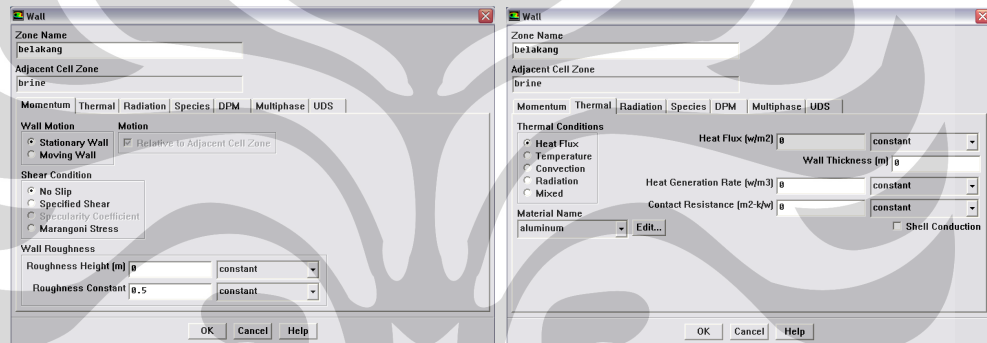 Wall
Zone Name
belakang
Adjacent Cell Zone
brine
Momentum Thermal Radiation Species DPM Multiphase UDS
Wall Motion Motion
Stationary Wall Relative to Adjacent Cell Zone
Moving Wall
Shear Condition
No Slip
Specified Shear
Specularity Coefficient
Marangoni Stress
Wall Roughness
Roughness Height (m) 0 constant
Roughness Constant 0.5 constant
OK Cancel Help
Wall
Zone Name
belakang
Adjacent Cell Zone
brine
Momentum Thermal Radiation Species DPM Multiphase UDS
Thermal Conditions
Heat Flux
Temperature
Convection
Radiation
Mixed
Heat Flux (w/m2) 0 constant
Wall Thickness (m) 0
Heat Generation Rate (w/m3) 0 constant
Contact Resistance (m2-k/w) 0 constant
Material Name
aluminum Edit...
Shell Conduction
OK Cancel Help